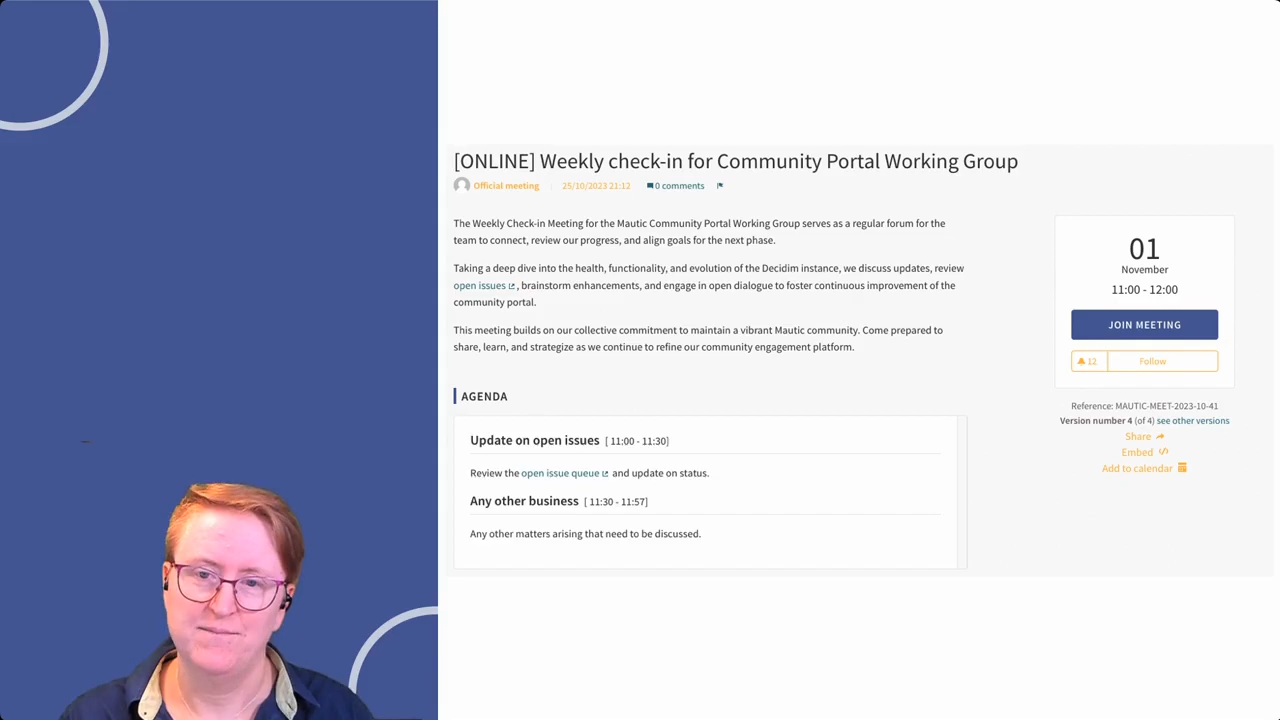 [ONLINE] Weekly check-in for Community Portal Working Group
Official meeting 25/10/2023 21:12 0 comments
The Weekly Check-in Meeting for the Mautic Community Portal Working Group serves as a regular forum for the
team to connect, review our progress, and align goals for the next phase.
Taking a deep dive into the health, functionality, and evolution of the Decidim instance, we discuss updates, review
open issues , brainstorm enhancements, and engage in open dialogue to foster continuous improvement of the
community portal.
This meeting builds on our collective commitment to maintain a vibrant Mautic community. Come prepared to
share, learn, and strategize as we continue to refine our community engagement platform.
AGENDA
Update on open issues [ 11:00 - 11:30]
Review the open issue queue and update on status.
Any other business [ 11:30 - 11:57]
Any other matters arising that need to be discussed.
01
November
11:00 - 12:00
JOIN MEETING
12 Follow
Reference: MAUTIC-MEET-2023-10-41
Version number 4 (of 4) see other versions
Share
Embed
Add to calendar